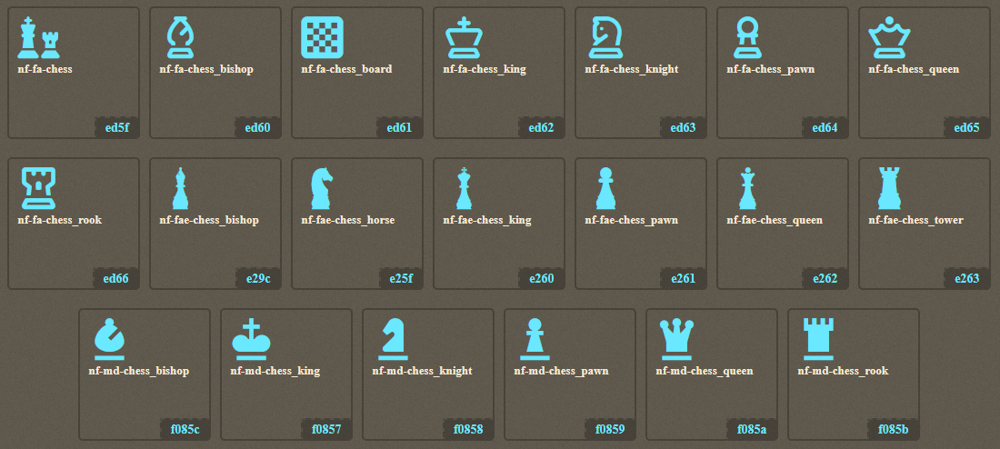 nf-fa-chess
ed5f
nf-fa-chess_bishop
ed60
nf-fa-chess_board
ed61
nf-fa-chess_king
ed62
nf-fa-chess_knight
ed63
nf-fa-chess_pawn
ed64
nf-fa-chess_queen
ed65
nf-fa-chess_rook
ed66
nf-fae-chess_bishop
e29c
nf-fae-chess_horse
e25f
nf-fae-chess_king
e260
nf-fae-chess_pawn
e261
nf-fae-chess_queen
e262
nf-fae-chess_tower
e263
nf-md-chess_bishop
f085c
nf-md-chess_king
f0857
nf-md-chess_knight
f0858
nf-md-chess_pawn
f0859
nf-md-chess_queen
f085a
nf-md-chess_rook
f085b